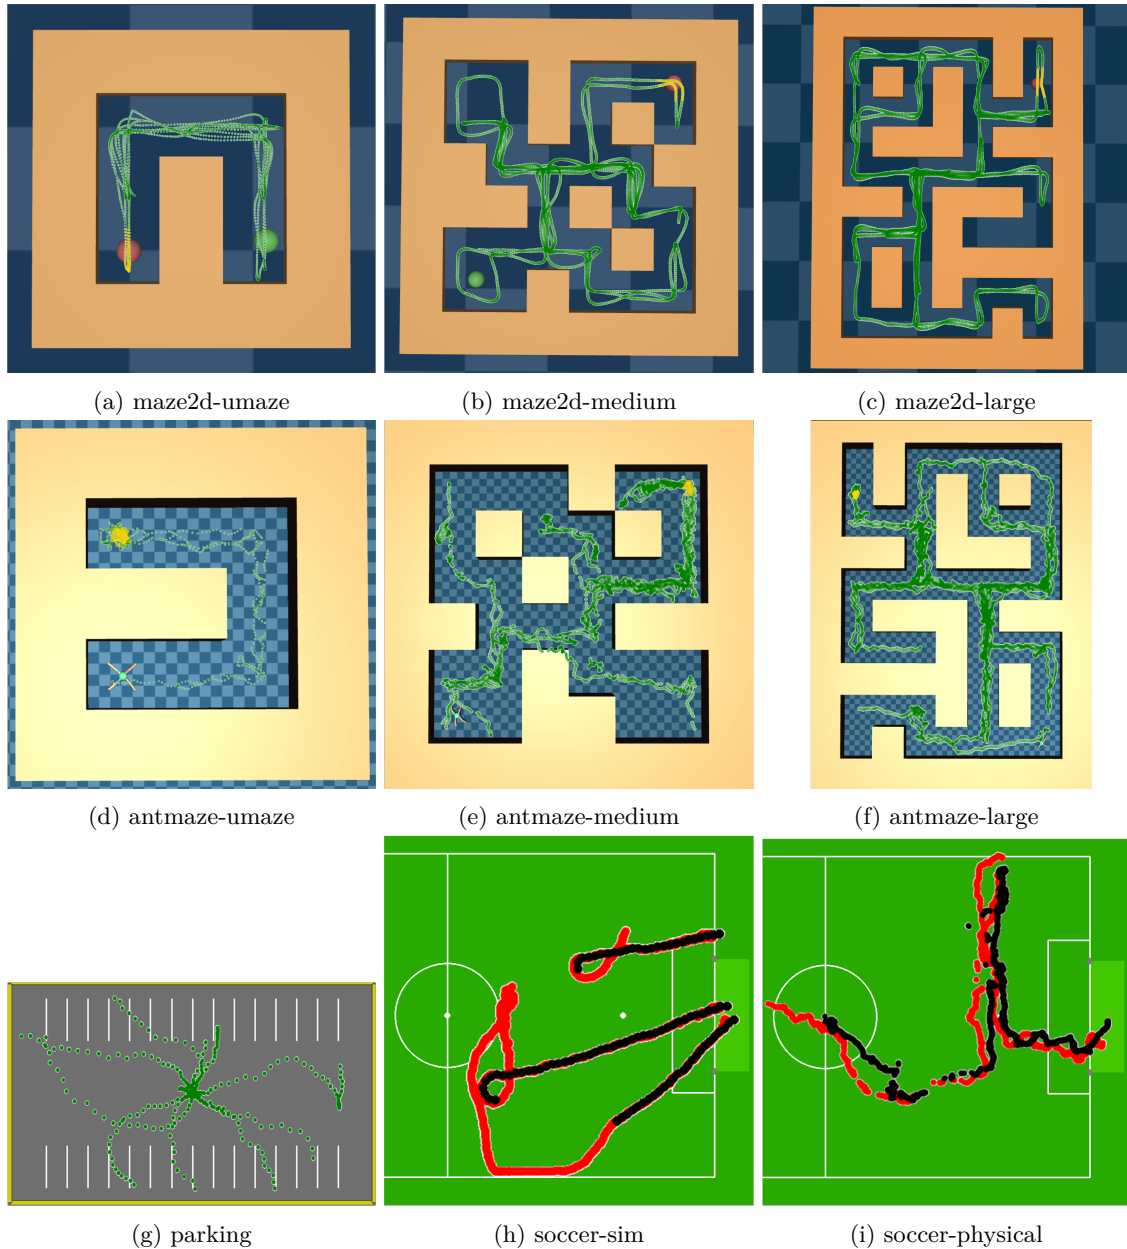 (a) maze2d-umaze
(b) maze2d-medium
(c) maze2d-large
(d) antmaze-umaze
(e) antmaze-medium
(f) antmaze-large
(g) parking
(h) soccer-sim
(i) soccer-physical